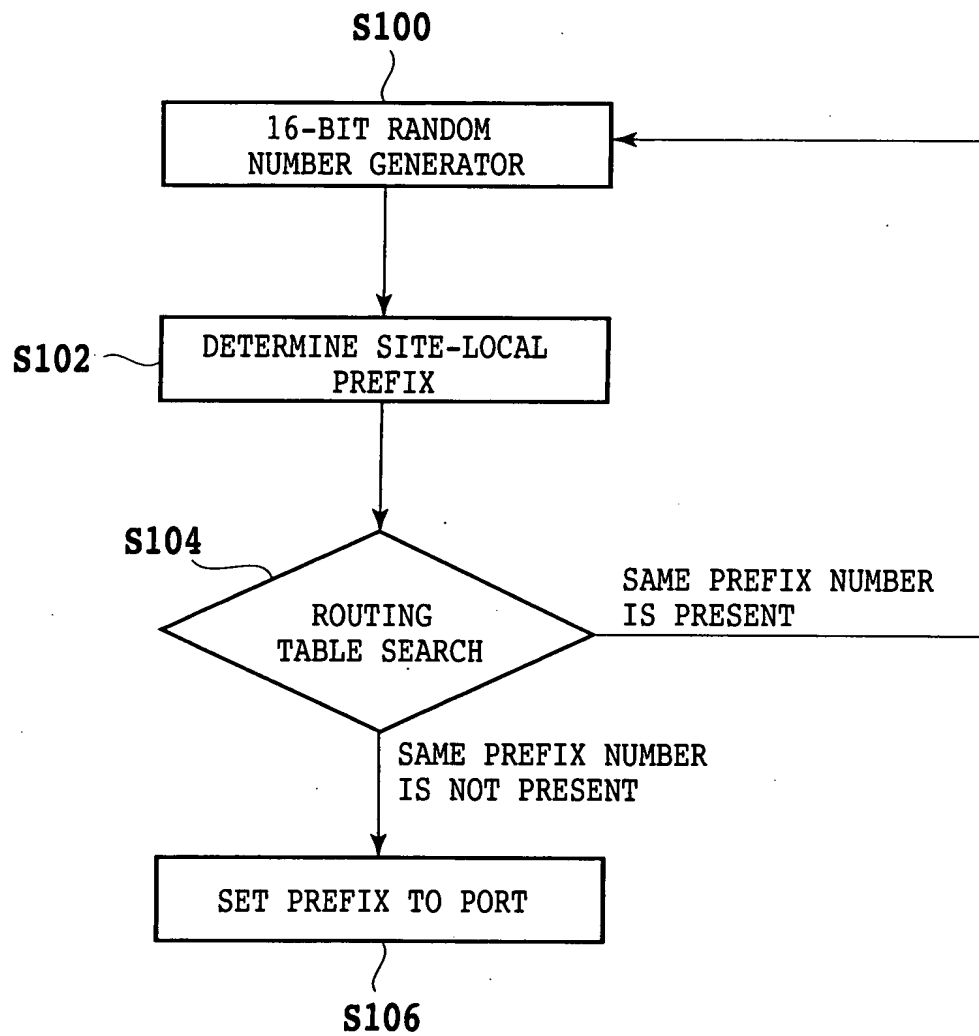 S100
16-BIT RANDOM
NUMBER GENERATOR
S102
DETERMINE SITE-LOCAL
PREFIX
S104
ROUTING
TABLE SEARCH
SAME PREFIX NUMBER
IS PRESENT
SAME PREFIX NUMBER
IS NOT PRESENT
SET PREFIX TO PORT
S106